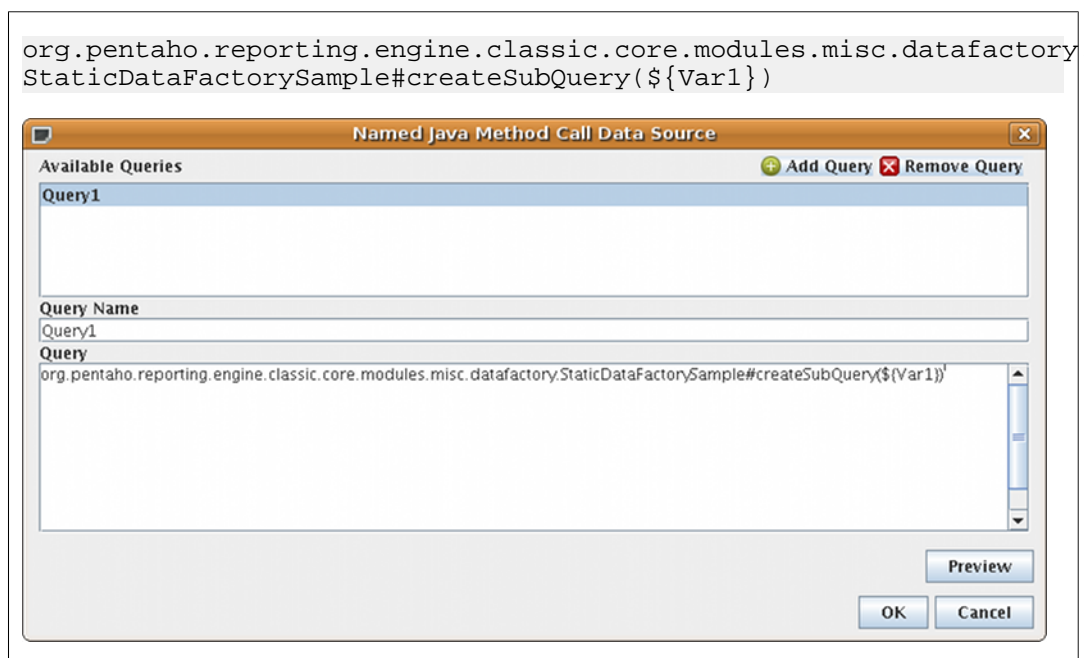 org.pentaho.reporting.engine.classic.core.modules.misc.datafactory
StaticDataFactorySample#createSubQuery(${Var1})
Named Java Method Call Data Source
Available Queries
Add Query Remove Query
Query1
Query Name
Query1
Query
org.pentaho.reporting.engine.classic.core.modules.misc.datafactory.StaticDataFactorySample#createSubQuery(${Var1})
Preview
OK Cancel